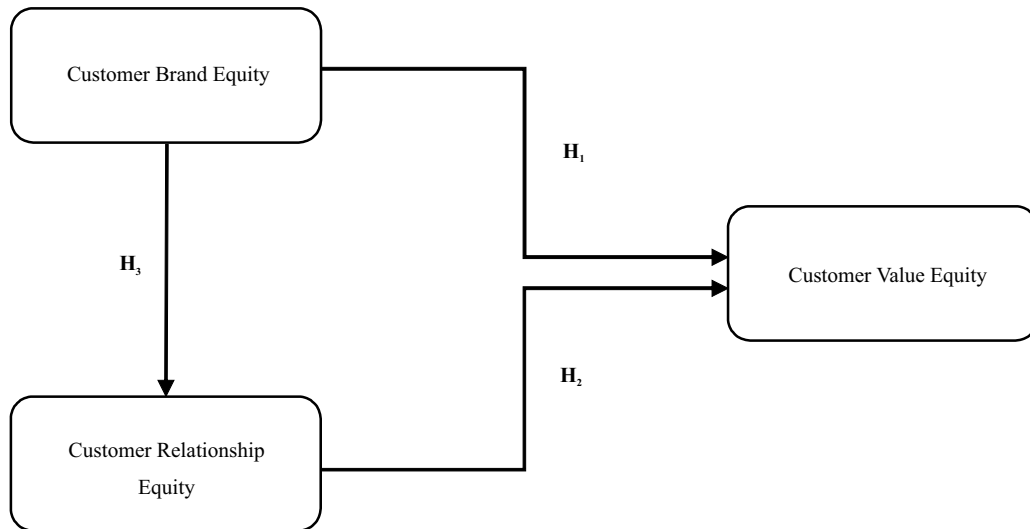 Customer Brand Equity
H₁
Customer Value Equity
H₃
H₂
Customer Relationship
Equity